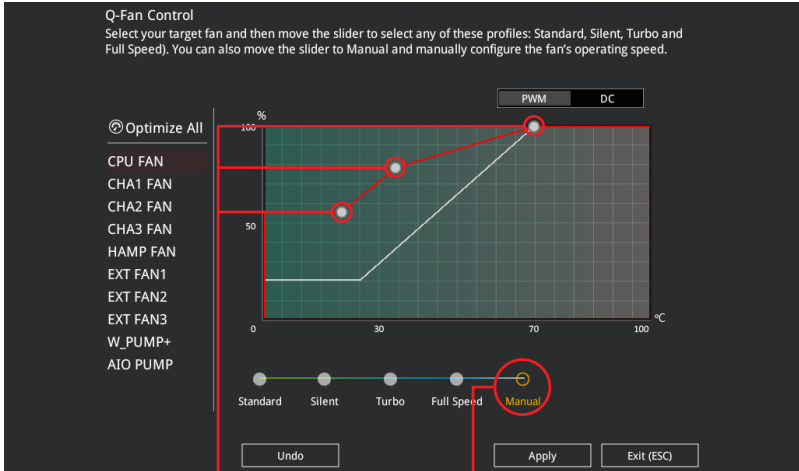 Q-Fan Control
Select your target fan and then move the slider to select any of these profiles: Standard, Silent, Turbo and
Full Speed). You can also move the slider to Manual and manually configure the fan's operating speed.
PWM DC
%
Optimize All
100
CPU FAN
CHA1 FAN
CHA2 FAN
CHA3 FAN
HAMP FAN
EXT FAN1
EXT FAN2
EXT FAN3
W_PUMP+
AIO PUMP
50
°C
0 30 70 100
Standard Silent Turbo Full Speed Manual
Undo Apply Exit (ESC)